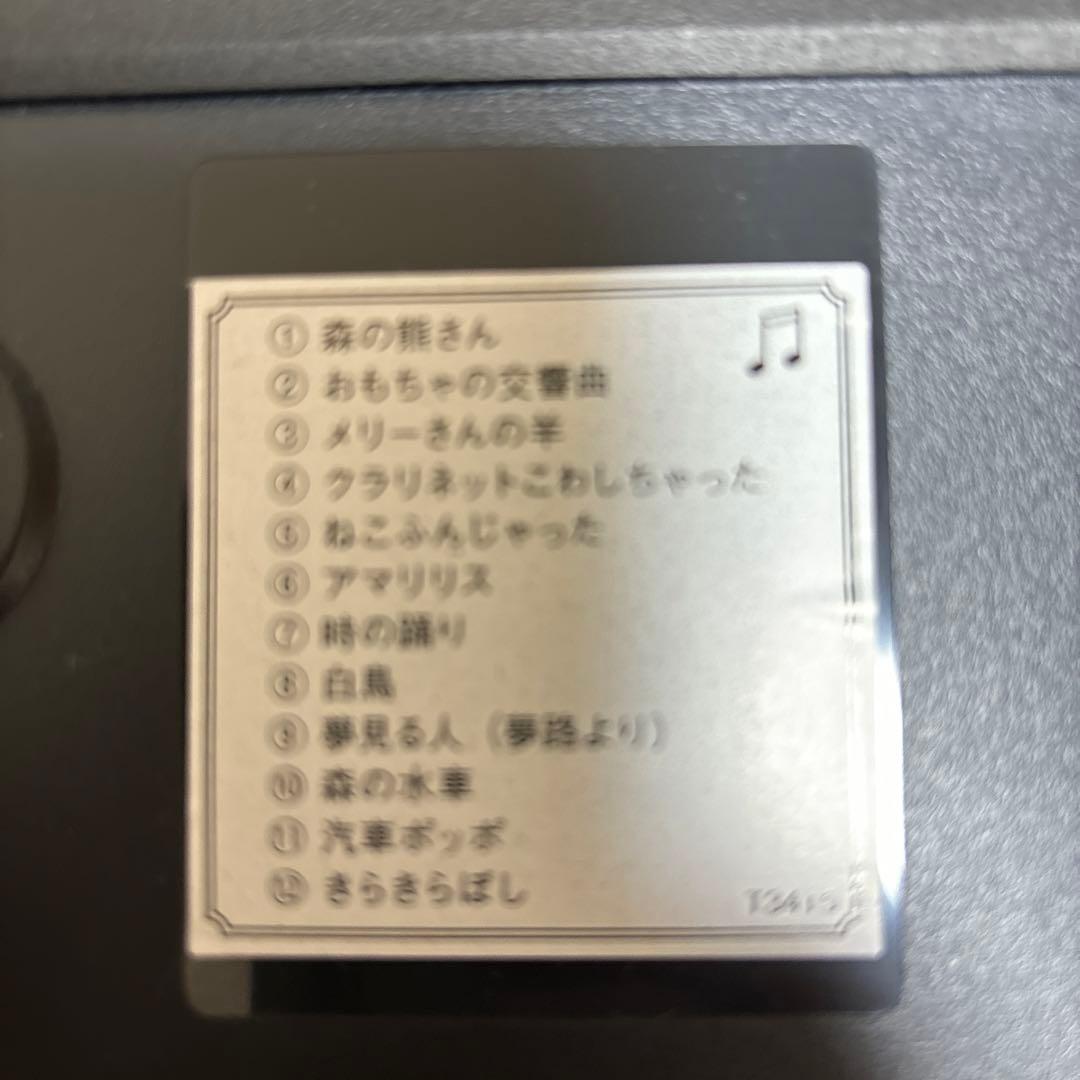 ① 森の熊さん
② おもちゃの交響曲
③ メリーさんの羊
④ クラリネットこわしちゃった
⑤ ねこふんじゃった
⑥ アマリリス
⑦ 時の踊り
⑧ 白鳥
⑨ 夢見る人（夢路より）
⑩ 森の水車
⑪ 汽車ポッポ
⑫ きらきらぼし